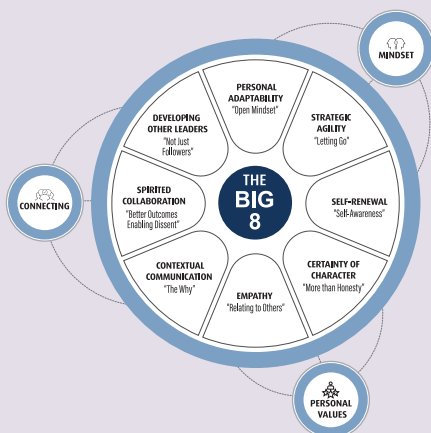 MINDSET
PERSONAL
ADAPTABILITY
"Open Mindset"
STRATEGIC
AGILITY
"Letting Go"
SELF-RENEWAL
"Self-Awareness"
CERTAINTY OF
CHARACTER
"More than Honesty"
EMPATHY
"Relating to Others"
CONTEXTUAL
COMMUNICATION
"The Why"
SPIRITED
COLLABORATION
"Better Outcomes
Enabling Dissent"
DEVELOPING
OTHER LEADERS
"Not Just
Followers"
THE
BIG
8
CONNECTING
PERSONAL
VALUES